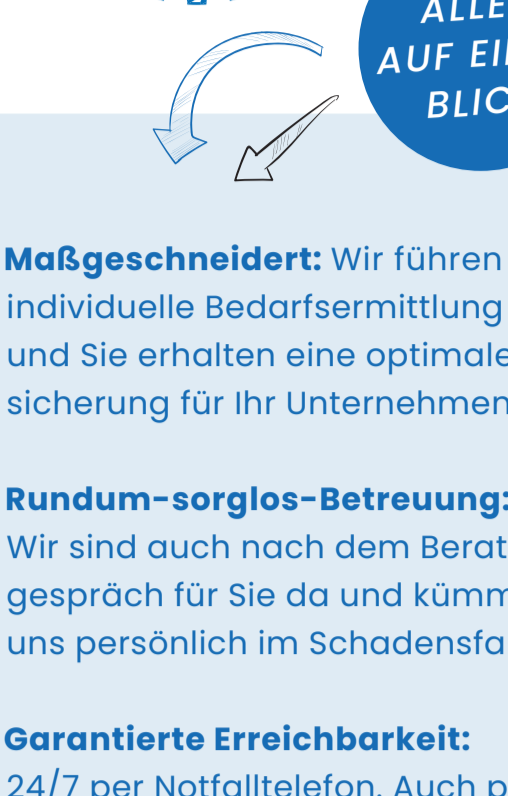 ALLE
AUF EI
BLIC
Maßgeschneidert: Wir führen
individuelle Bedarfsermittlung
und Sie erhalten eine optimale
sicherung für Ihr Unternehmen
Rundum-sorglos-Betreuung:
Wir sind auch nach dem Berat
gespräch für Sie da und kümm
uns persönlich im Schadensfa
Garantierte Erreichbarkeit:
24/7 per Notfalltelefon. Auch p